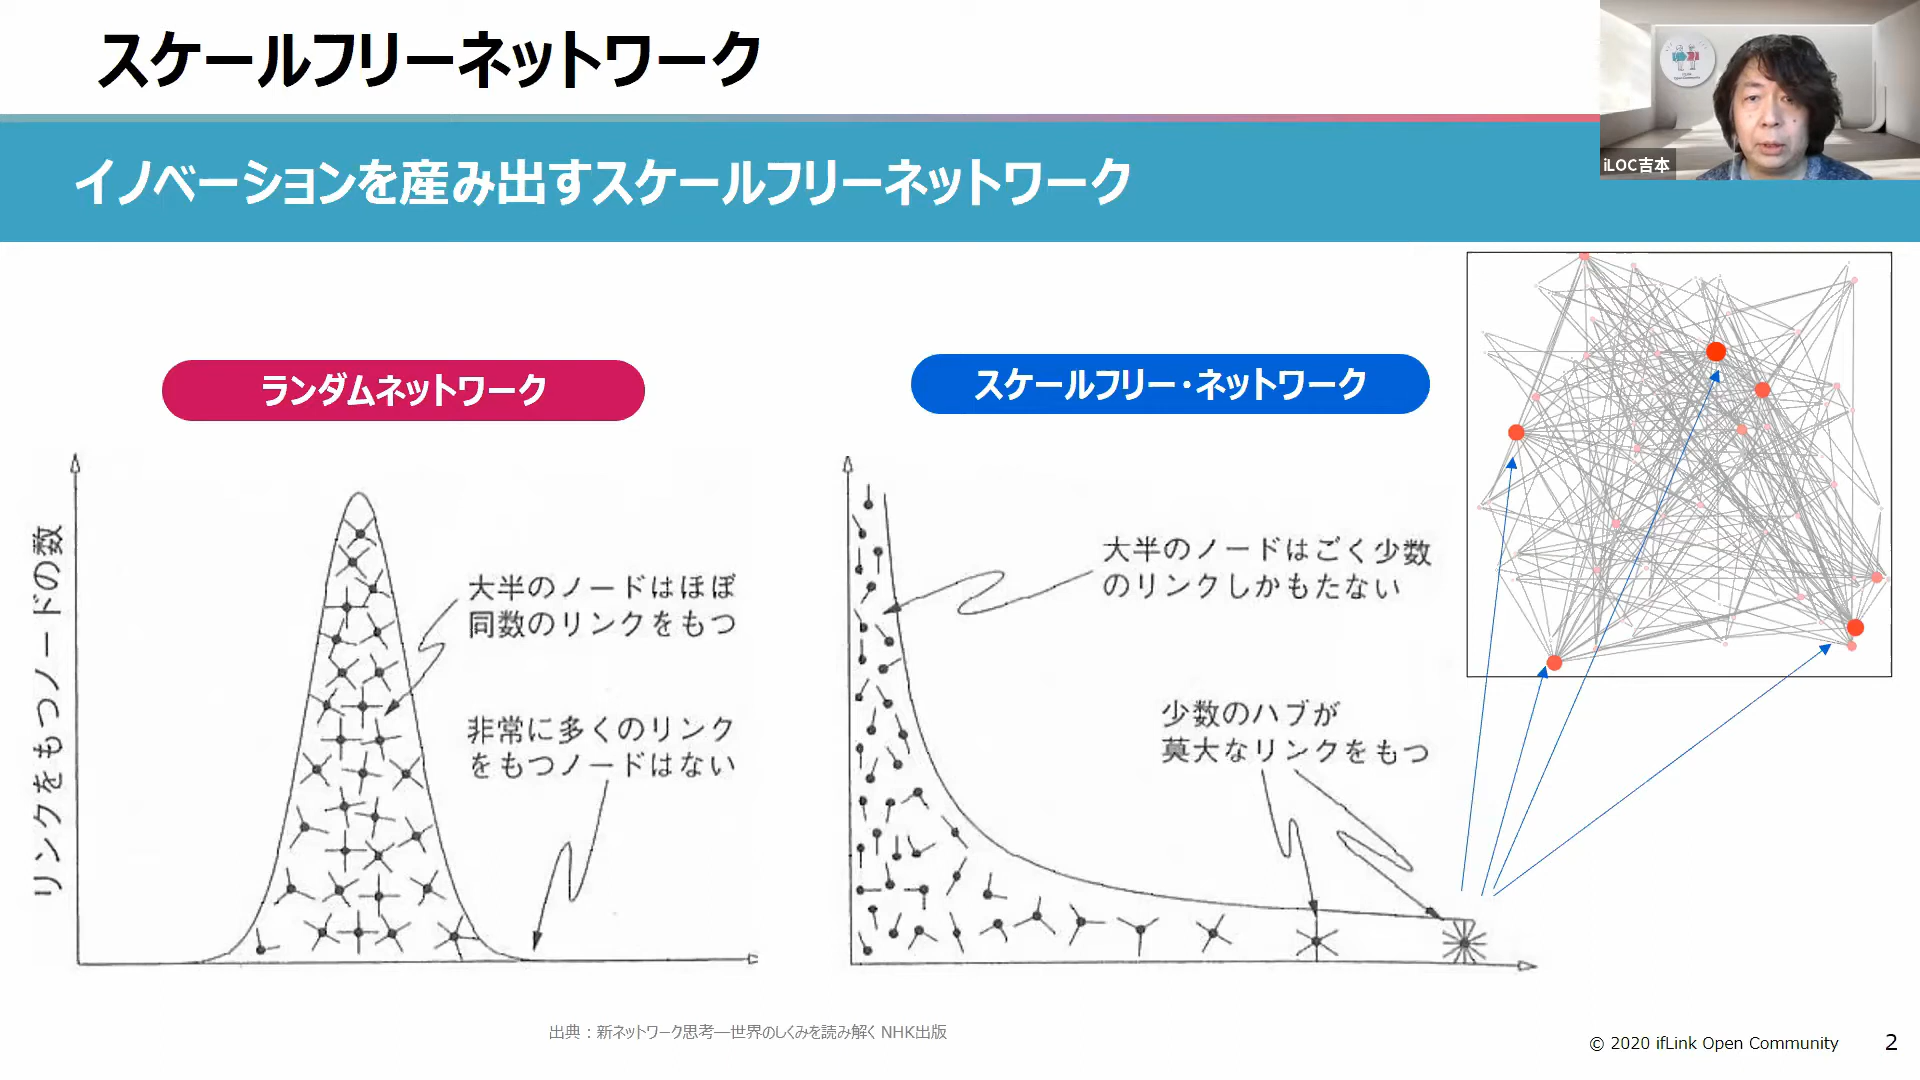 スケールフリーネットワーク
iLOC吉本
イノベーションを産み出すスケールフリーネットワーク
ランダムネットワーク
スケールフリー・ネットワーク
リンクをもつノードの数
大半のノードはほぼ
同数のリンクをもつ
非常に多くのリンク
をもつノードはない
大半のノードはごく少数
のリンクしかもたない
少数のハブが
莫大なリンクをもつ
出典：新ネットワーク思考―世界のしくみを読み解く NHK出版
© 2020 ifLink Open Community
2